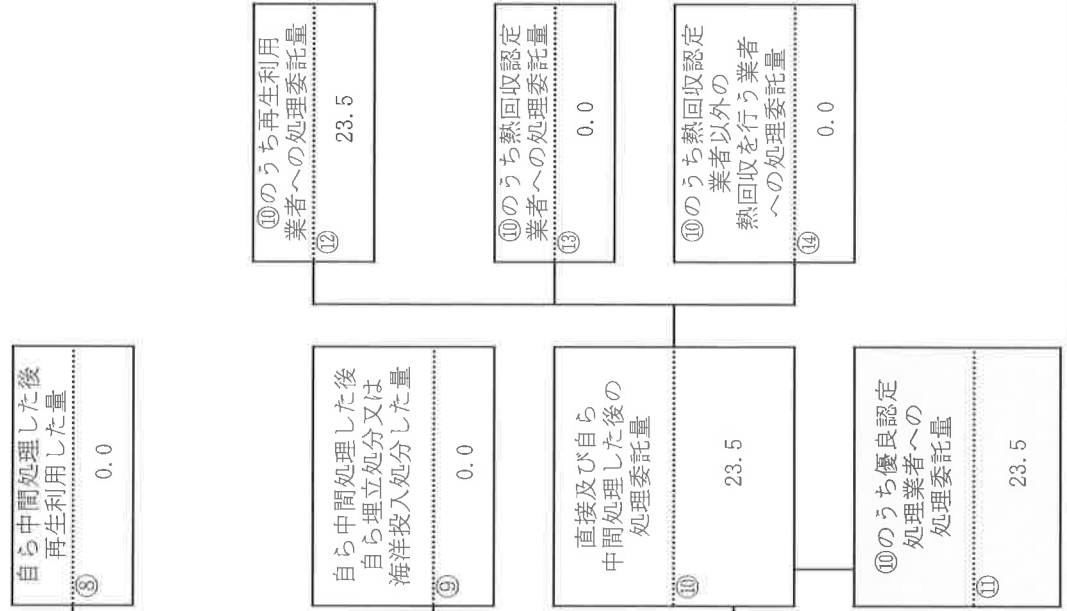 自ら中間処理した後
再生利用した量
⑧
0.0
自ら中間処理した後
自ら埋立処分又は
海洋投入処分した量
⑨
0.0
直接及び自ら
中間処理した後の
処理委託量
⑩
23.5
⑩のうち優良認定
処理業者への
処理委託量
⑪
23.5
⑩のうち再生利用
業者への処理委託量
⑫
23.5
⑩のうち熱回収認定
業者への処理委託量
⑬
0.0
⑩のうち熱回収認定
業者以外の
熱回収を行う業者
への処理委託量
⑭
0.0